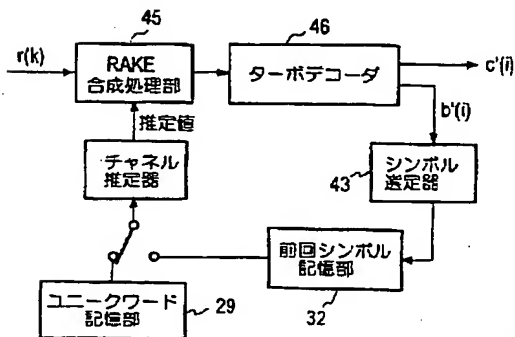 45
46
r(k)
RAKE
合成処理部
ターボデコーダ
c'(i)
b'(i)
推定値
チャネル
推定器
シンボル
選定器
43
前回シンボル
記憶部
32
ユニークワード
記憶部
29